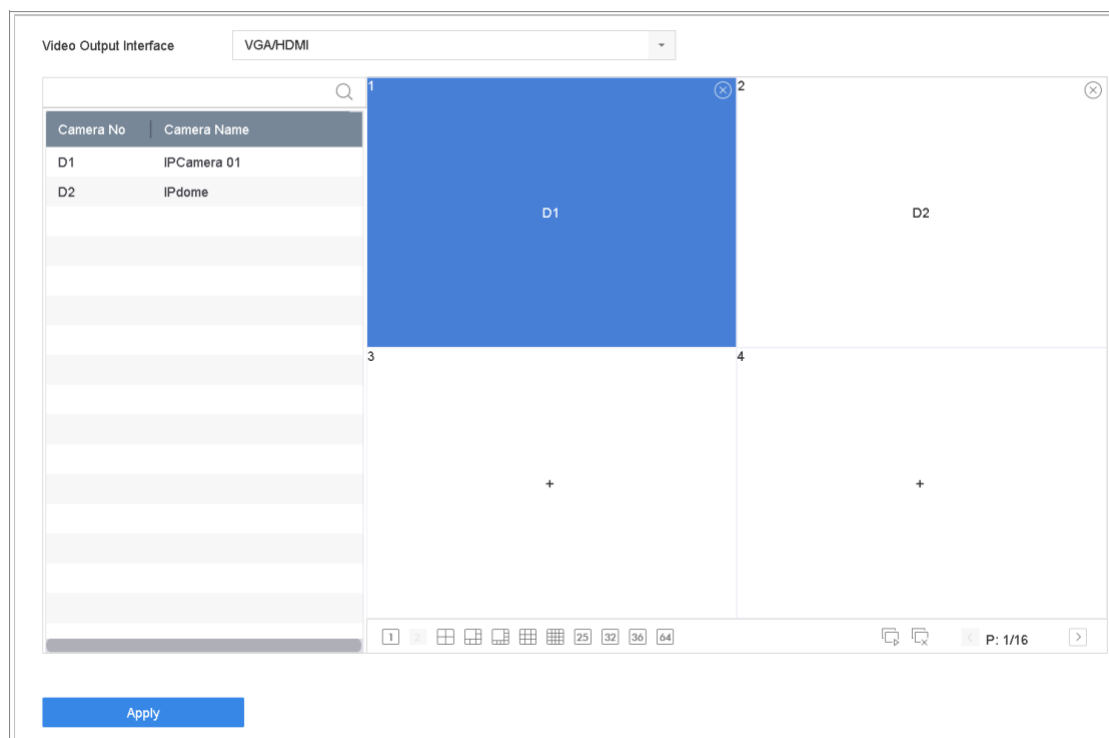 Video Output Interface VGA/HDMI
1 2
Camera No Camera Name
D1 IPCamera 01
D2 IPdome
D1 D2
3 4
+ +
1 2 25 32 36 64 P: 1/16
Apply